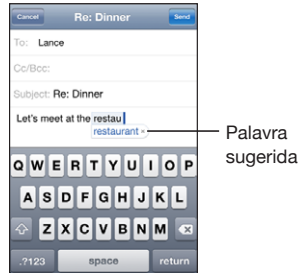 Cancel Re: Dinner Send
To: Lance
Cc/Bcc:
Subject: Re: Dinner
Let's meet at the restau
restaurant ×
Palavra
sugerida
Q W E R T Y U I O P
A S D F G H J K L
Z X C V B N M
.?123 space return